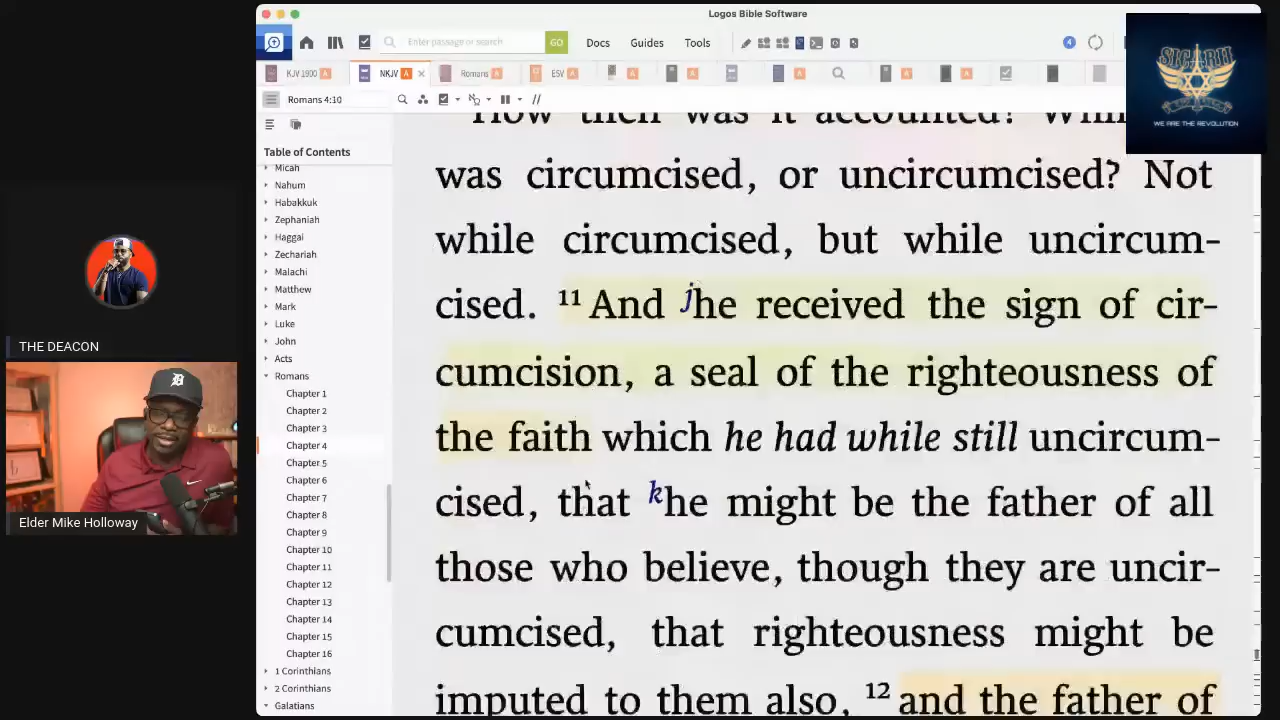 Logos Bible Software
Enter passage or search
GO
Docs
Guides
Tools
4
KJV 1900 A
NKJV A
Romans A
ESV A
A
A
A
A
A
Romans 4:10
Table of Contents
Micah
Nahum
Habakkuk
Zephaniah
Haggai
Zechariah
Malachi
Matthew
Mark
Luke
John
Acts
Romans
Chapter 1
Chapter 2
Chapter 3
Chapter 4
Chapter 5
Chapter 6
Chapter 7
Chapter 8
Chapter 9
Chapter 10
Chapter 11
Chapter 12
Chapter 13
Chapter 14
Chapter 15
Chapter 16
1 Corinthians
2 Corinthians
Galatians
How then was it accounted?
was circumcised, or uncircumcised? Not
while circumcised, but while uncircum-
cised. 11 And j he received the sign of cir-
cumcision, a seal of the righteousness of
the faith which he had while still uncircum-
cised, that k he might be the father of all
those who believe, though they are uncir-
cumcised, that righteousness might be
imputed to them also, 12 and the father of
SICARII
WE ARE THE REVOLUTION
THE DEACON
D
Elder Mike Holloway